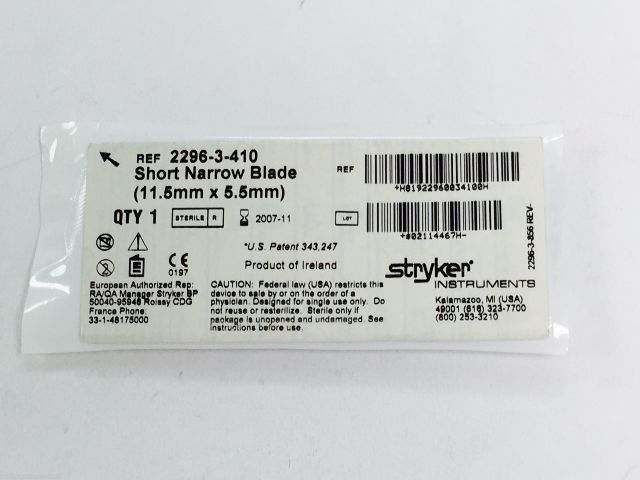 REF 2296-3-410
Short Narrow Blade
(11.5mm x 5.5mm)
QTY 1
STERILE R
2007-11
REF
+H81922960034100H
LOT
+$02114467H-
2296-3-856 REV-
*U.S. Patent 343,247
Product of Ireland
CE
0197
stryker
INSTRUMENTS
European Authorized Rep:
RA/QA Manager Stryker SP
50040-95946 Roissy CDG
France Phone:
33-1-48175000
CAUTION: Federal law (USA) restricts this
device to sale by or on the order of a
physician. Designed for single use only. Do
not reuse or resterilize. Sterile only if
package is unopened and undamaged. See
instructions before use.
Kalamazoo, MI (USA)
49001 (616) 323-7700
(800) 253-3210